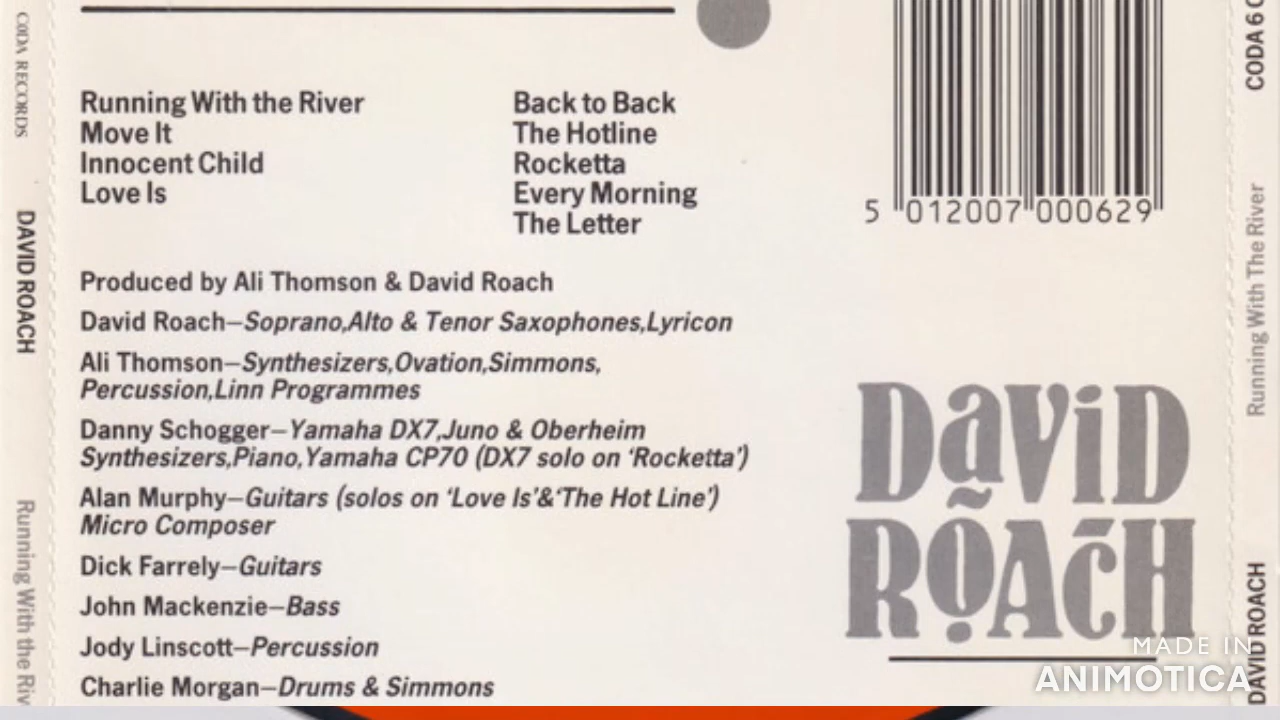 CODA RECORDS
DAVID ROACH
Running With the Riv
Running With the River
Move It
Innocent Child
Love Is
Back to Back
The Hotline
Rocketta
Every Morning
The Letter
Produced by Ali Thomson & David Roach
David Roach–Soprano,Alto & Tenor Saxophones,Lyricon
Ali Thomson–Synthesizers,Ovation,Simmons,
Percussion,Linn Programmes
Danny Schogger–Yamaha DX7,Juno & Oberheim
Synthesizers,Piano,Yamaha CP70 (DX7 solo on ‘Rocketta’)
Alan Murphy–Guitars (solos on ‘Love Is’&‘The Hot Line’)
Micro Composer
Dick Farrely–Guitars
John Mackenzie–Bass
Jody Linscott–Percussion
Charlie Morgan–Drums & Simmons
5 012007 000629
DAVID
ROACH
CODA 6
Running With The River
DAVID ROACH
MADE IN
ANIMOTICA